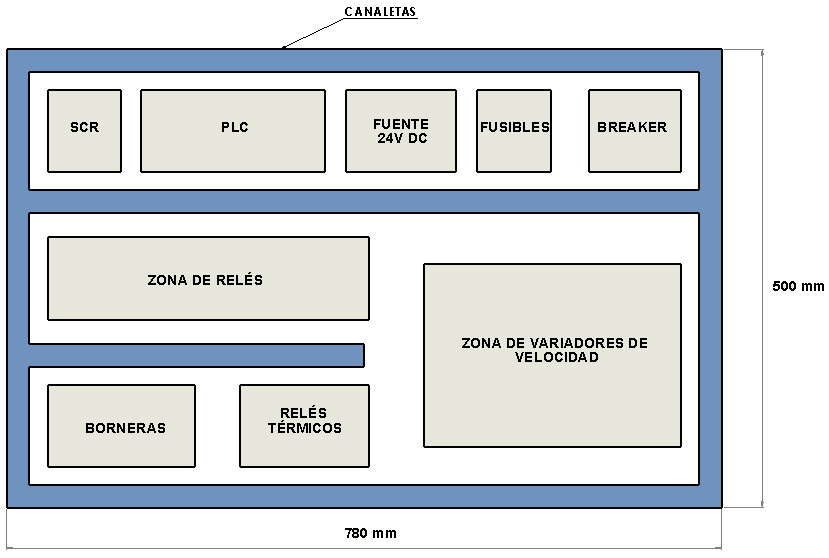 CANALETAS
SCR
PLC
FUENTE
24V DC
FUSIBLES
BREAKER
ZONA DE RELÉS
500 mm
ZONA DE VARIADORES DE
VELOCIDAD
BORNERAS
RELÉS
TÉRMICOS
780 mm